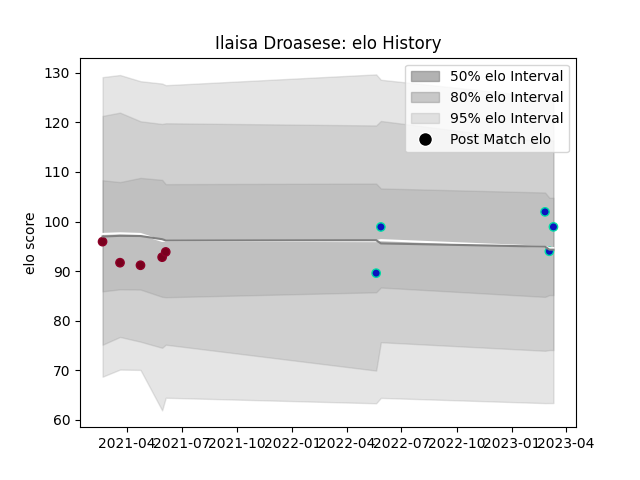 Ilaisa Droasese: elo History
50% elo Interval
80% elo Interval
95% elo Interval
Post Match elo
elo score
130
120
110
100
90
80
70
60
2021-04 2021-07 2021-10 2022-01 2022-04 2022-07 2022-10 2023-01 2023-04